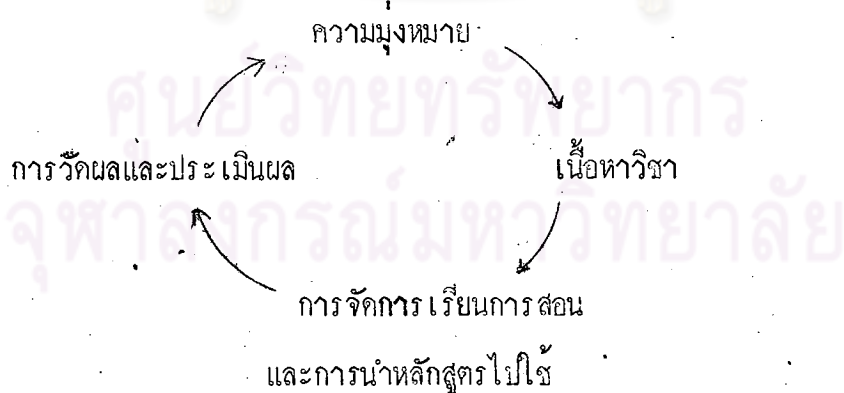 ความมุ่งหมาย
ศูนย์วิทยทรัพยากร
การวัดผลและประเมินผล
เนื้อหาวิชา
จุฬาลงกรณ์มหาวิทยาลัย
การจัดการเรียนการสอน
และการนำหลักสูตรไปใช้